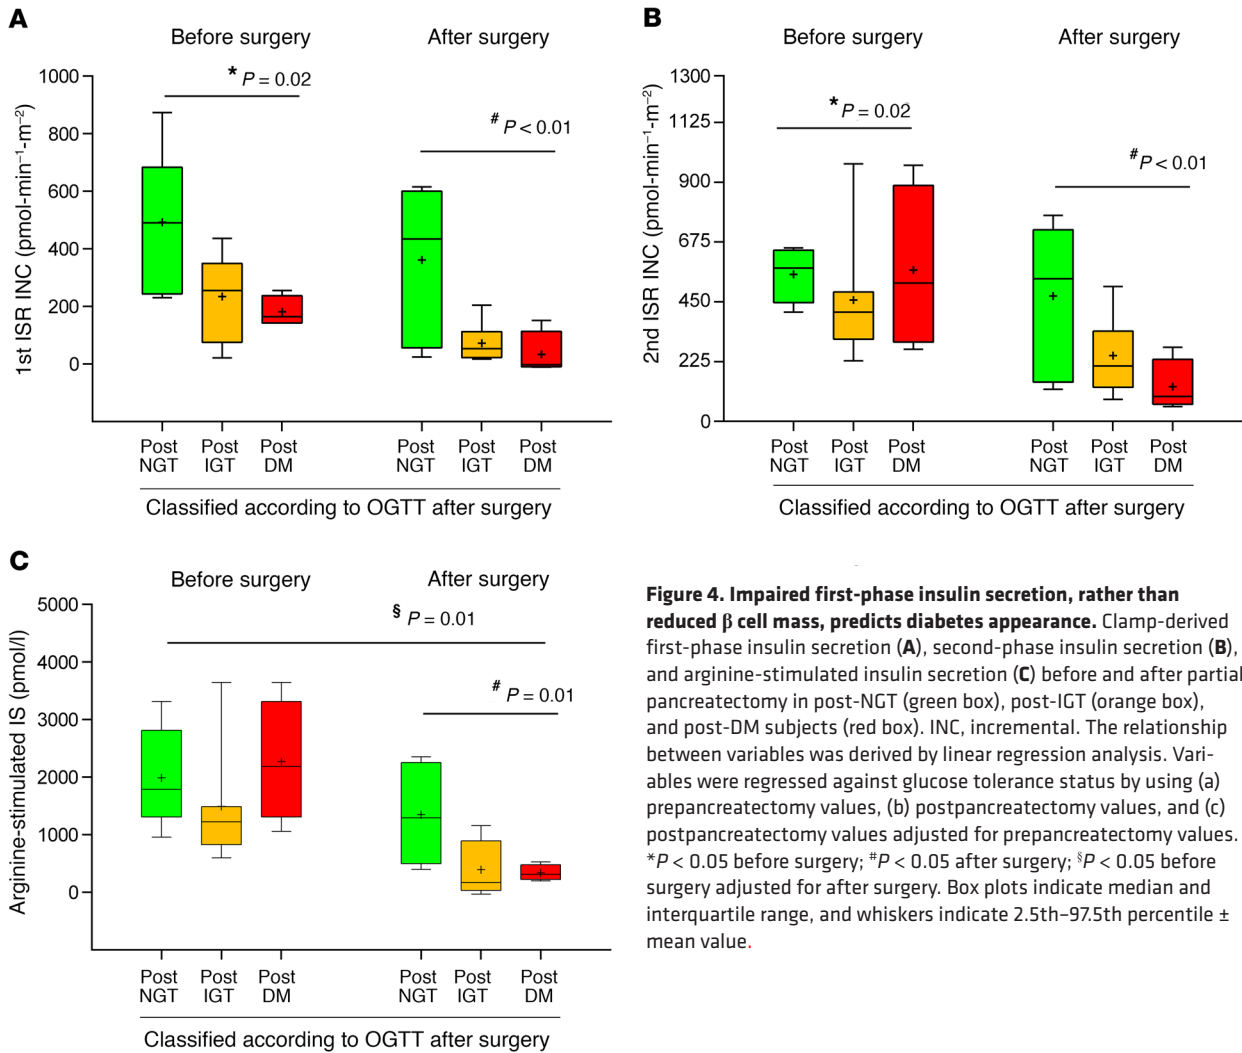 A
Before surgery
After surgery
* P = 0.02
# P < 0.01
1st ISR INC (pmol-min⁻¹-m⁻²)
1000
800
600
400
200
0
Post NGT
Post IGT
Post DM
Post NGT
Post IGT
Post DM
Classified according to OGTT after surgery
B
Before surgery
After surgery
* P = 0.02
# P < 0.01
2nd ISR INC (pmol-min⁻¹-m⁻²)
1300
1125
900
675
450
225
0
Post NGT
Post IGT
Post DM
Post NGT
Post IGT
Post DM
Classified according to OGTT after surgery
C
Before surgery
After surgery
§ P = 0.01
# P = 0.01
Arginine-stimulated IS (pmol/l)
5000
4000
3000
2000
1000
0
Post NGT
Post IGT
Post DM
Post NGT
Post IGT
Post DM
Classified according to OGTT after surgery
Figure 4. Impaired first-phase insulin secretion, rather than
reduced β cell mass, predicts diabetes appearance. Clamp-derived
first-phase insulin secretion (A), second-phase insulin secretion (B),
and arginine-stimulated insulin secretion (C) before and after partial
pancreatectomy in post-NGT (green box), post-IGT (orange box),
and post-DM subjects (red box). INC, incremental. The relationship
between variables was derived by linear regression analysis. Vari-
ables were regressed against glucose tolerance status by using (a)
prepancreatectomy values, (b) postpancreatectomy values, and (c)
postpancreatectomy values adjusted for prepancreatectomy values.
*P < 0.05 before surgery; #P < 0.05 after surgery; §P < 0.05 before
surgery adjusted for after surgery. Box plots indicate median and
interquartile range, and whiskers indicate 2.5th–97.5th percentile ±
mean value.